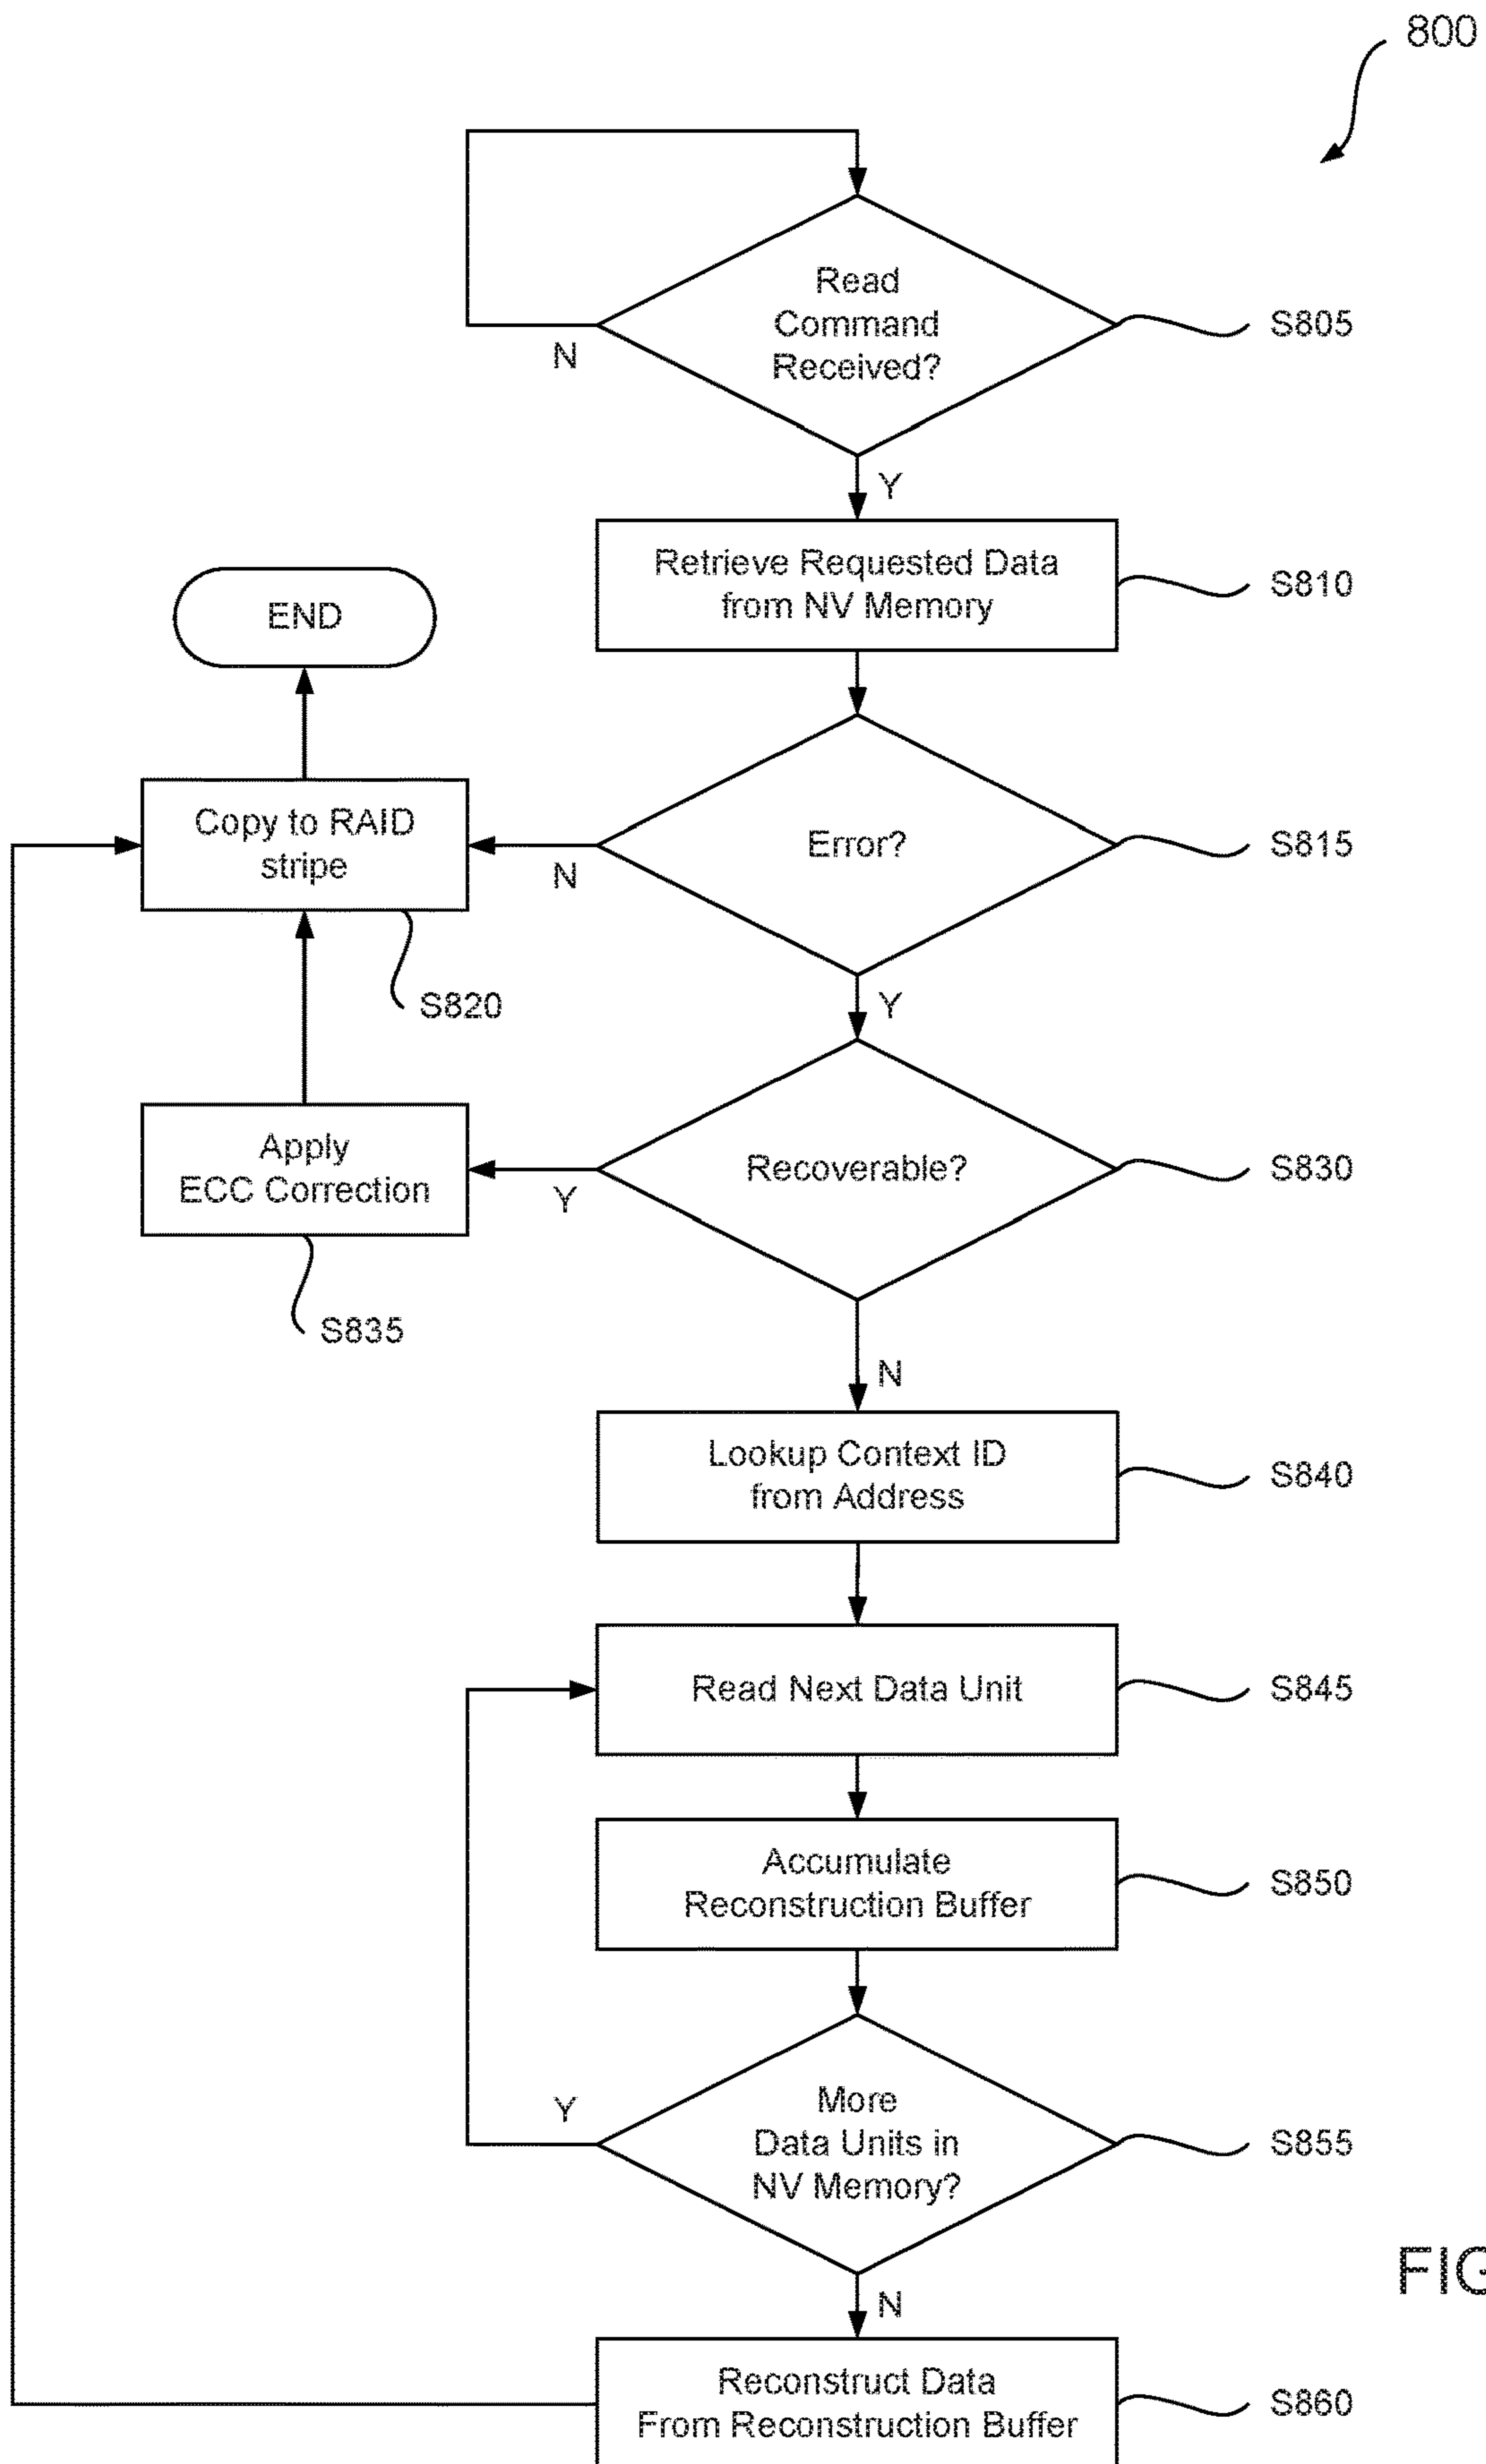 800
Read
Command
Received?
S805
N
Y
Retrieve Requested Data
from NV Memory
S810
END
Copy to RAID
stripe
Error?
S815
N
S820
Y
Apply
ECC Correction
Recoverable?
S830
Y
S835
N
Lookup Context ID
from Address
S840
Read Next Data Unit
S845
Accumulate
Reconstruction Buffer
S850
More
Data Units in
NV Memory?
S855
Y
FIG
N
Reconstruct Data
From Reconstruction Buffer
S860